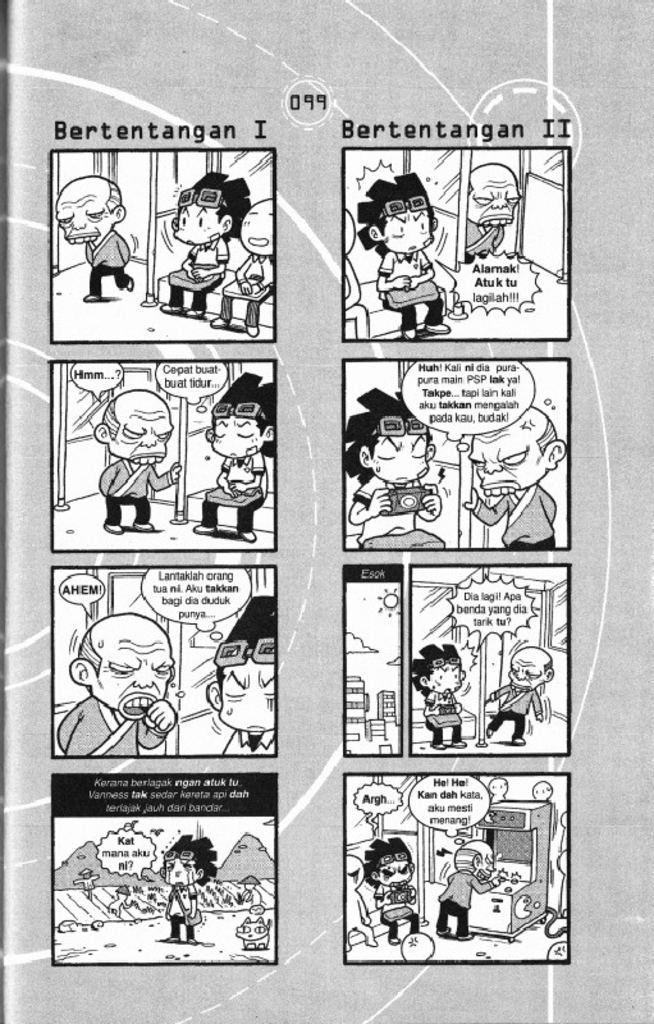 099
Bertentangan I
Hmm...?
Cepat buat-
buat tidur...
AHEM!
Lantaklah orang
tua nii. Aku takkan
bagi dia duduk
punya....
Kerana berlagak ngan atuk tu,
Vanness tak sedar kereta api dah
terlajak jauh dari bandar...
Kat
mana aku
ni?
Bertentangan II
Alamak!
Atuk tu
lagilah!!!
Huh! Kali ni dia pura-
pura main PSP lak ya!
Takpe... tapi lain kali
aku takkan mengalah
pada kau, budak!
Esok
Dia lagi! Apa
benda yang dia
tarik tu?
Argh...
He! He!
Kan dah kata,
aku mesti
menang!